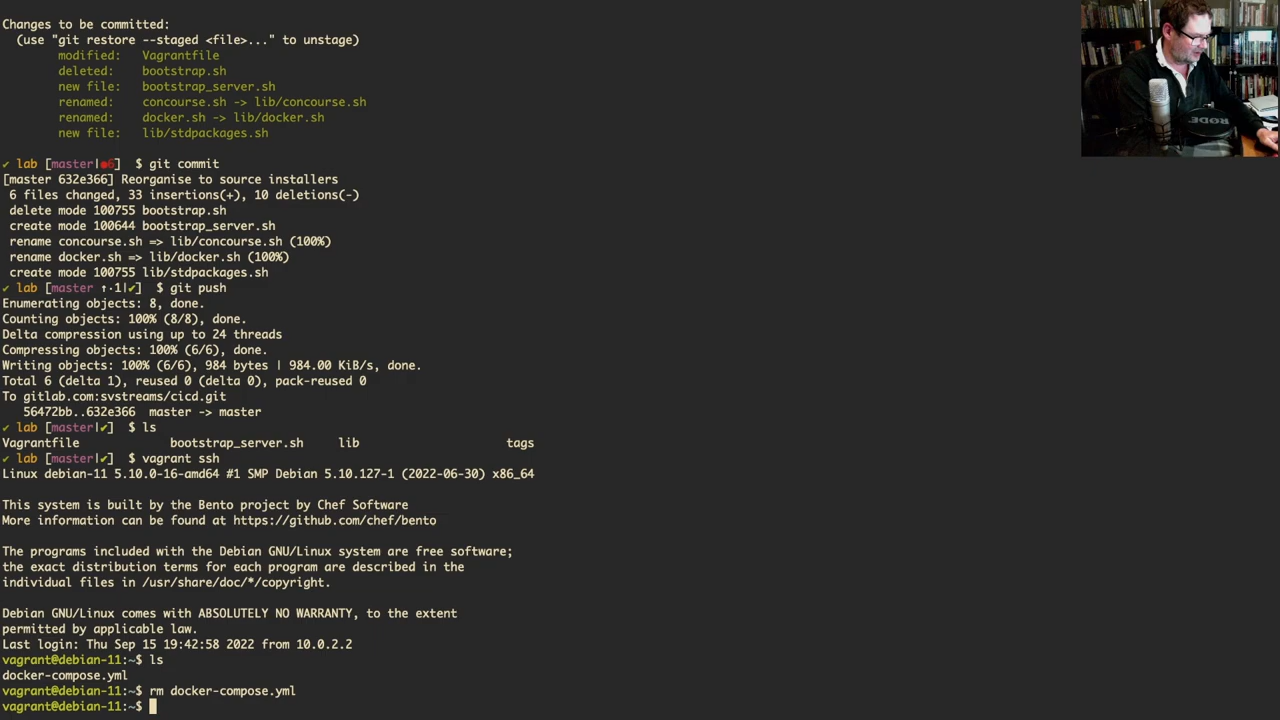 Changes to be committed:
(use "git restore --staged <file>..." to unstage)
modified: Vagrantfile
deleted: bootstrap.sh
new file: bootstrap_server.sh
renamed: concourse.sh -> lib/concourse.sh
renamed: docker.sh -> lib/docker.sh
new file: lib/stdpackages.sh
✔ lab [master|●6] $ git commit
[master 632e366] Reorganise to source installers
6 files changed, 33 insertions(+), 10 deletions(-)
delete mode 100755 bootstrap.sh
create mode 100644 bootstrap_server.sh
rename concourse.sh => lib/concourse.sh (100%)
rename docker.sh => lib/docker.sh (100%)
create mode 100755 lib/stdpackages.sh
✔ lab [master ↑·1|✔] $ git push
Enumerating objects: 8, done.
Counting objects: 100% (8/8), done.
Delta compression using up to 24 threads
Compressing objects: 100% (6/6), done.
Writing objects: 100% (6/6), 984 bytes | 984.00 KiB/s, done.
Total 6 (delta 1), reused 0 (delta 0), pack-reused 0
To gitlab.com:svstreams/cicd.git
56472bb..632e366 master -> master
✔ lab [master|✔] $ ls
Vagrantfile bootstrap_server.sh lib tags
✔ lab [master|✔] $ vagrant ssh
Linux debian-11 5.10.0-16-amd64 #1 SMP Debian 5.10.127-1 (2022-06-30) x86_64
This system is built by the Bento project by Chef Software
More information can be found at https://github.com/chef/bento
The programs included with the Debian GNU/Linux system are free software;
the exact distribution terms for each program are described in the
individual files in /usr/share/doc/*/copyright.
Debian GNU/Linux comes with ABSOLUTELY NO WARRANTY, to the extent
permitted by applicable law.
Last login: Thu Sep 15 19:42:58 2022 from 10.0.2.2
vagrant@debian-11:~$ ls
docker-compose.yml
vagrant@debian-11:~$ rm docker-compose.yml
vagrant@debian-11:~$
RØDE